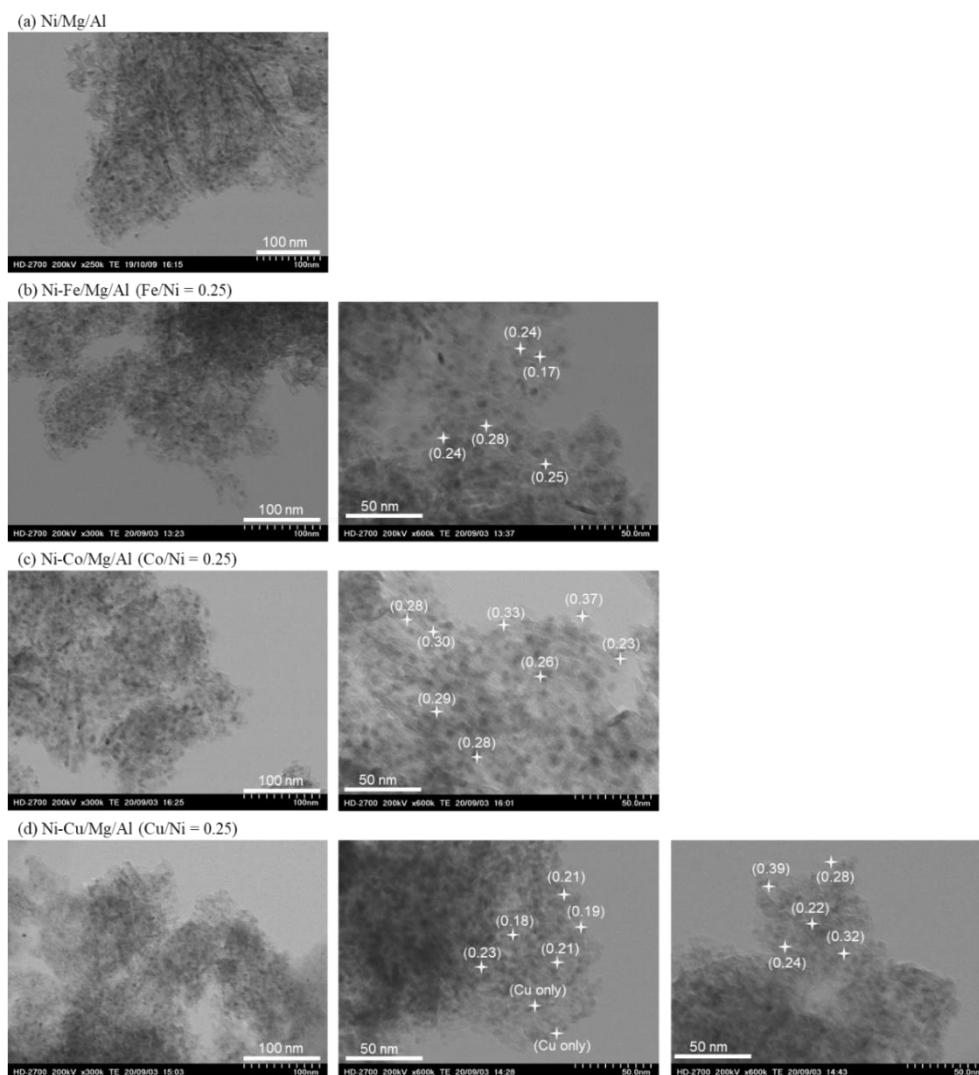 (a) Ni/Mg/Al
100 nm
HD-2700 200kV x250k TE 19/10/09 16:15 100nm
(b) Ni-Fe/Mg/Al (Fe/Ni = 0.25)
100 nm
HD-2700 200kV x300k TE 20/09/03 13:23 100nm
(0.24)
(0.17)
(0.28)
(0.24)
(0.25)
50 nm
HD-2700 200kV x600k TE 20/09/03 13:37 50.0nm
(c) Ni-Co/Mg/Al (Co/Ni = 0.25)
100 nm
HD-2700 200kV x300k TE 20/09/03 16:25 100nm
(0.28)
(0.33)
(0.37)
(0.30)
(0.23)
(0.26)
(0.29)
(0.28)
50 nm
HD-2700 200kV x600k TE 20/09/03 16:01 50.0nm
(d) Ni-Cu/Mg/Al (Cu/Ni = 0.25)
100 nm
HD-2700 200kV x300k TE 20/09/03 15:03 100nm
(0.21)
(0.18)
(0.19)
(0.23)
(0.21)
(Cu only)
(Cu only)
50 nm
HD-2700 200kV x600k TE 20/09/03 14:28 50.0nm
(0.39)
(0.28)
(0.22)
(0.32)
(0.24)
50 nm
HD-2700 200kV x600k TE 20/09/03 14:43 50.0n